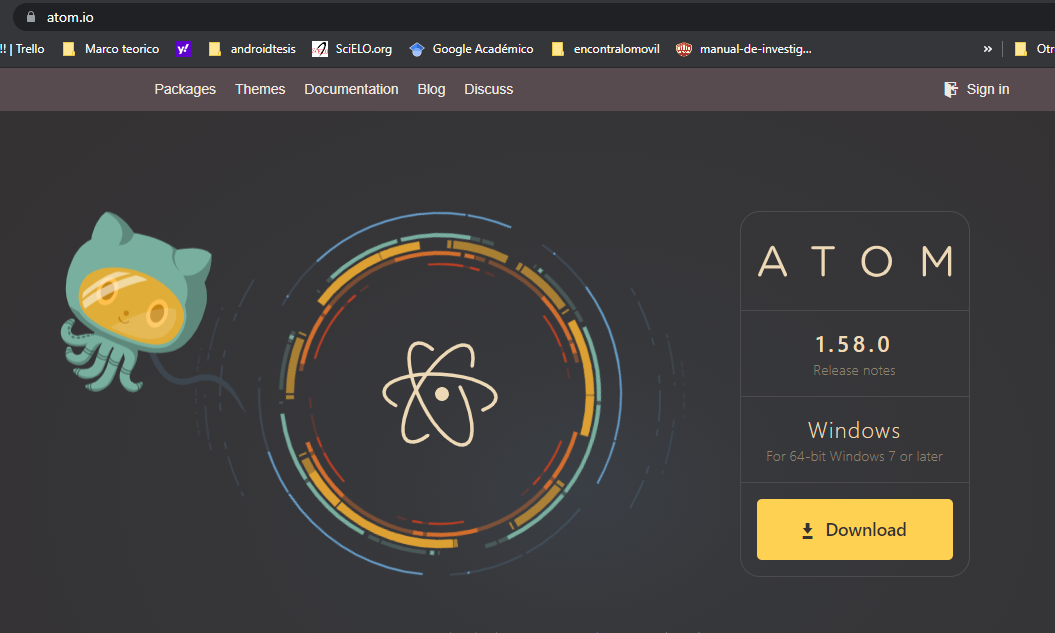 atom.io
!! | Trello Marco teorico androidtesis SciELO.org Google Académico encontralomovil manual-de-investig... » Otr
Packages Themes Documentation Blog Discuss Sign in
ATOM
1.58.0
Release notes
Windows
For 64-bit Windows 7 or later
Download